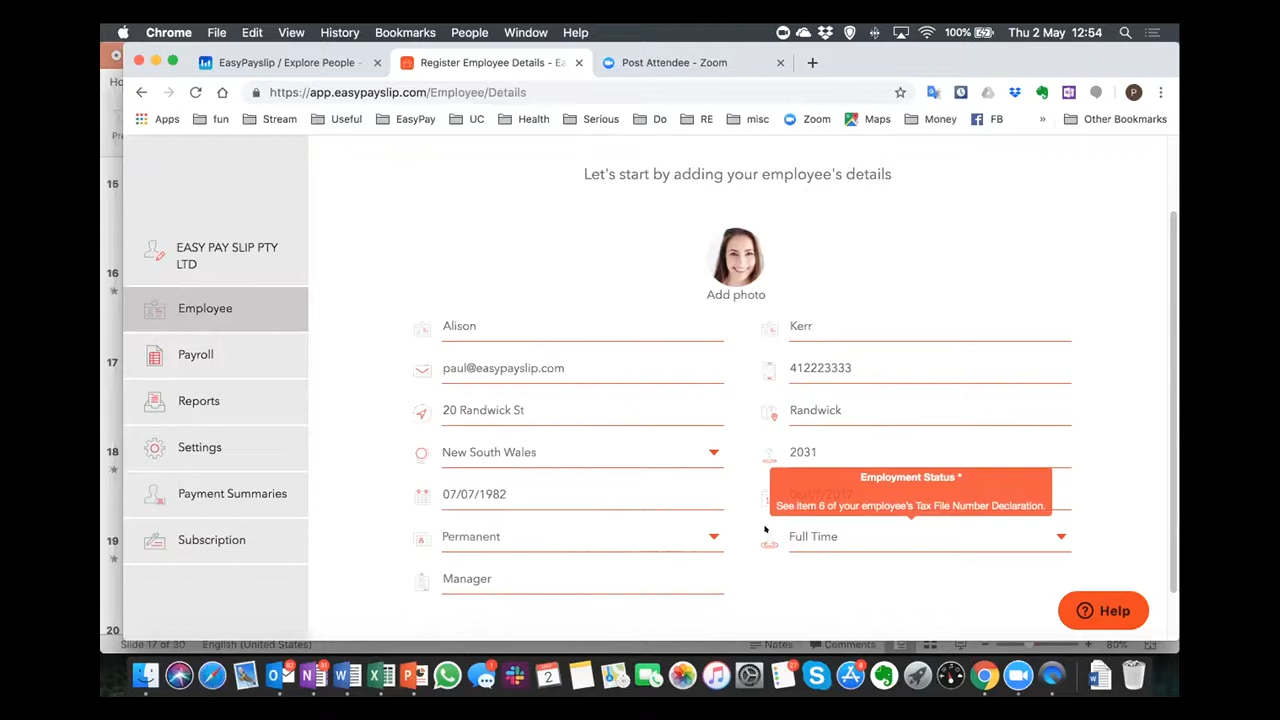 Chrome File Edit View History Bookmarks People Window Help 100% Thu 2 May 12:54
EasyPayslip / Explore People - Register Employee Details - Ea Post Attendee - Zoom
https://app.easypayslip.com/Employee/Details
Apps fun Stream Useful EasyPay UC Health Serious Do RE misc Zoom Maps Money FB » Other Bookmarks
Let's start by adding your employee's details
EASY PAY SLIP PTY
LTD
Employee
Payroll
Reports
Settings
Payment Summaries
Subscription
Add photo
Alison Kerr
paul@easypayslip.com 412223333
20 Randwick St Randwick
New South Wales 2031
Employment Status *
07/07/1982
See item 6 of your employee's Tax File Number Declaration.
Permanent Full Time
Manager
Help
15
16
17
18
19
20
Slide 17 of 30 English (United States) Notes Comments 80%